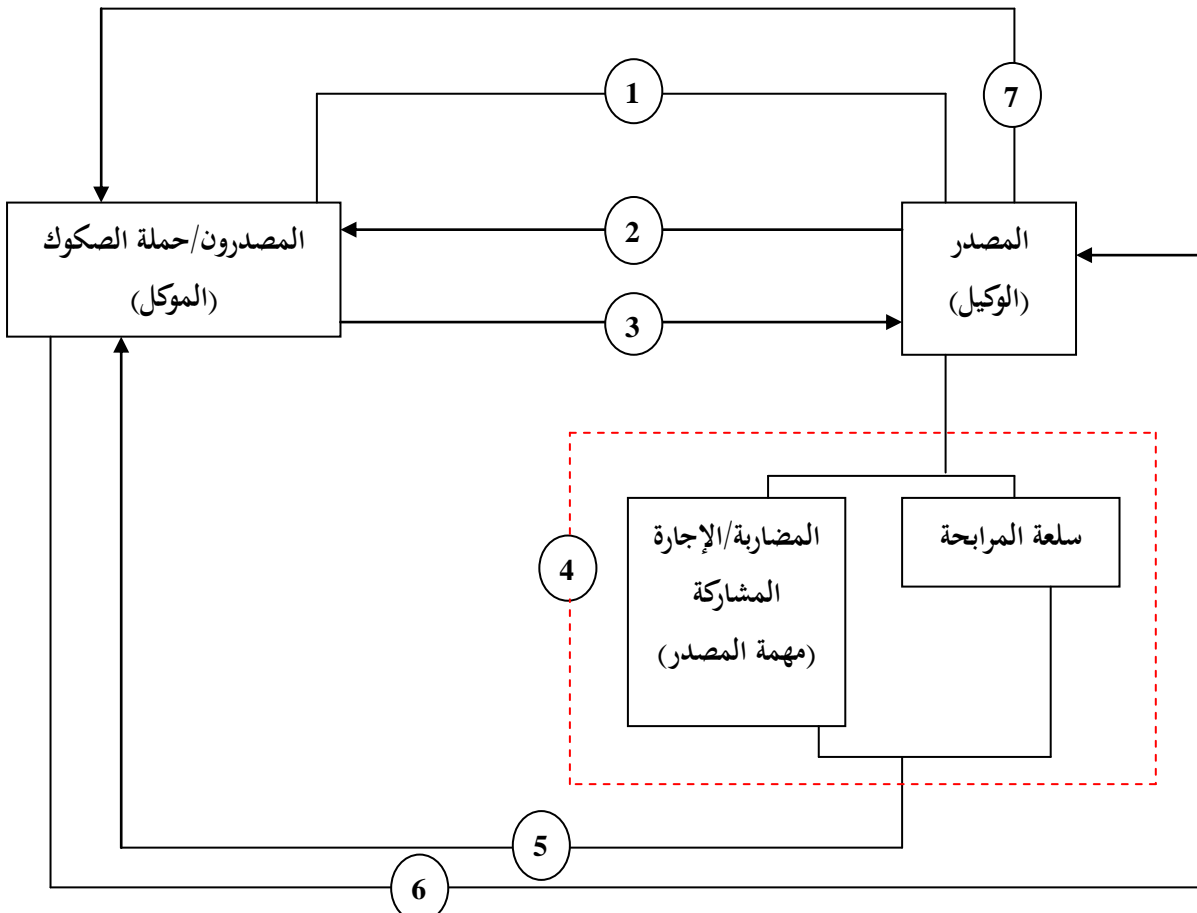 7
1
المصدرون/حملة الصكوك
(الموكل)
2
المصدر
(الوكيل)
3
4
المضاربة/الإجارة
المشاركة
(مهمة المصدر)
سلعة المرابحة
5
6